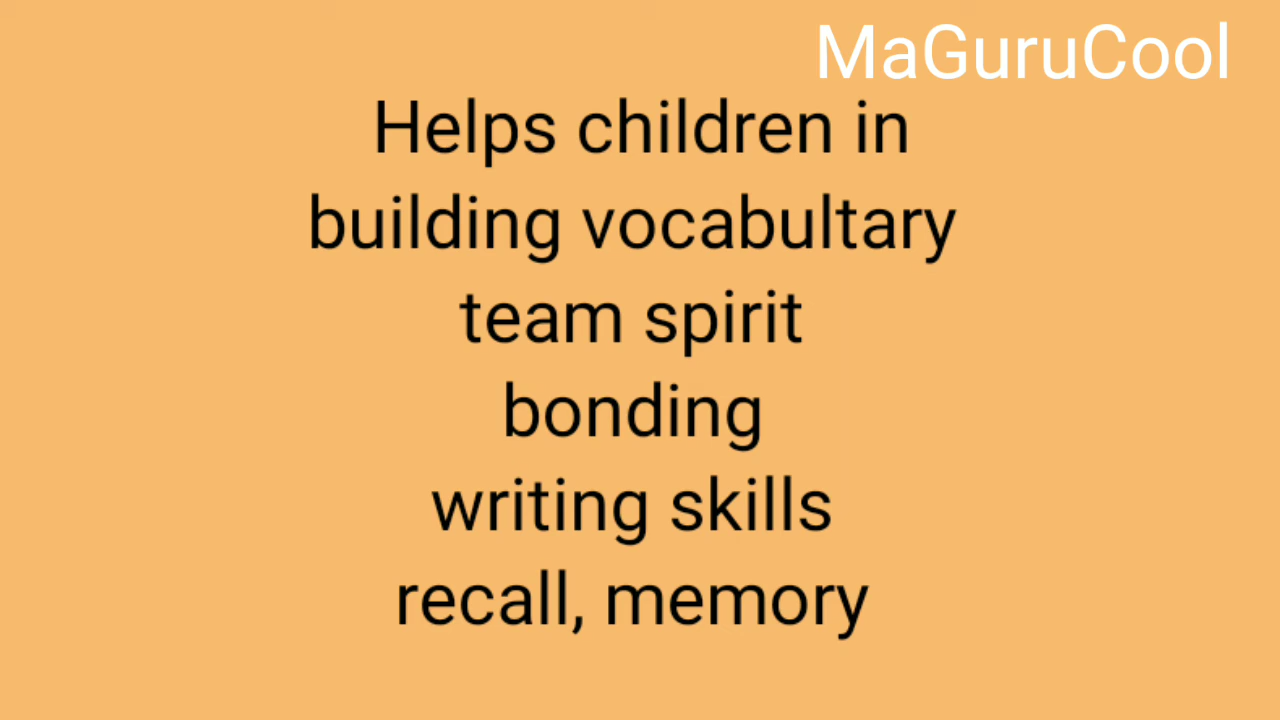 MaGuruCool
Helps children in
building vocabultary
team spirit
bonding
writing skills
recall, memory